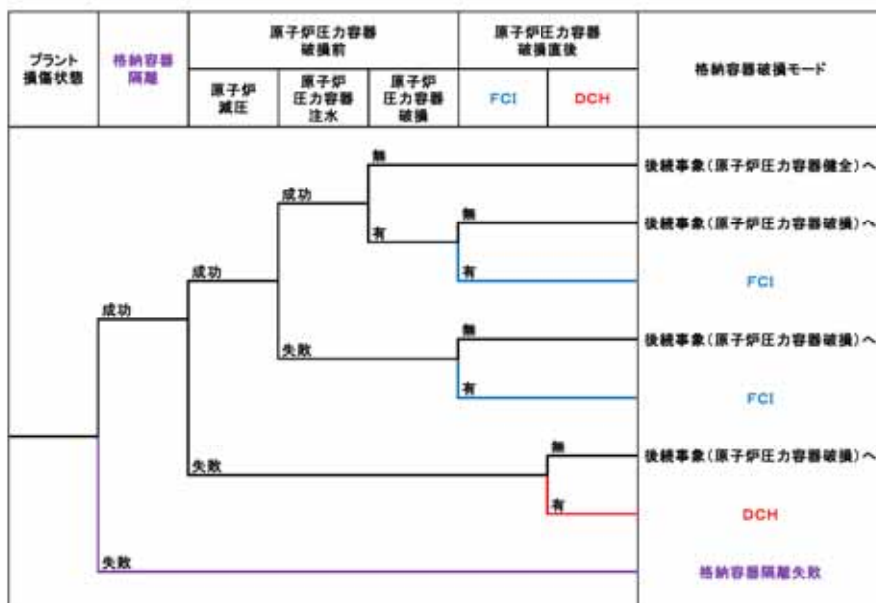 プラント
損傷状態
格納容器
隔離
原子炉圧力容器
破損前
原子炉圧力容器
破損直後
格納容器破損モード
原子炉
減圧
原子炉
圧力容器
注水
原子炉
圧力容器
破損
FCI
DCH
無
後続事象(原子炉圧力容器健全)へ
成功
無
後続事象(原子炉圧力容器破損)へ
有
成功
有
FCI
成功
無
後続事象(原子炉圧力容器破損)へ
失敗
有
FCI
無
後続事象(原子炉圧力容器破損)へ
失敗
有
DCH
失敗
格納容器隔離失敗